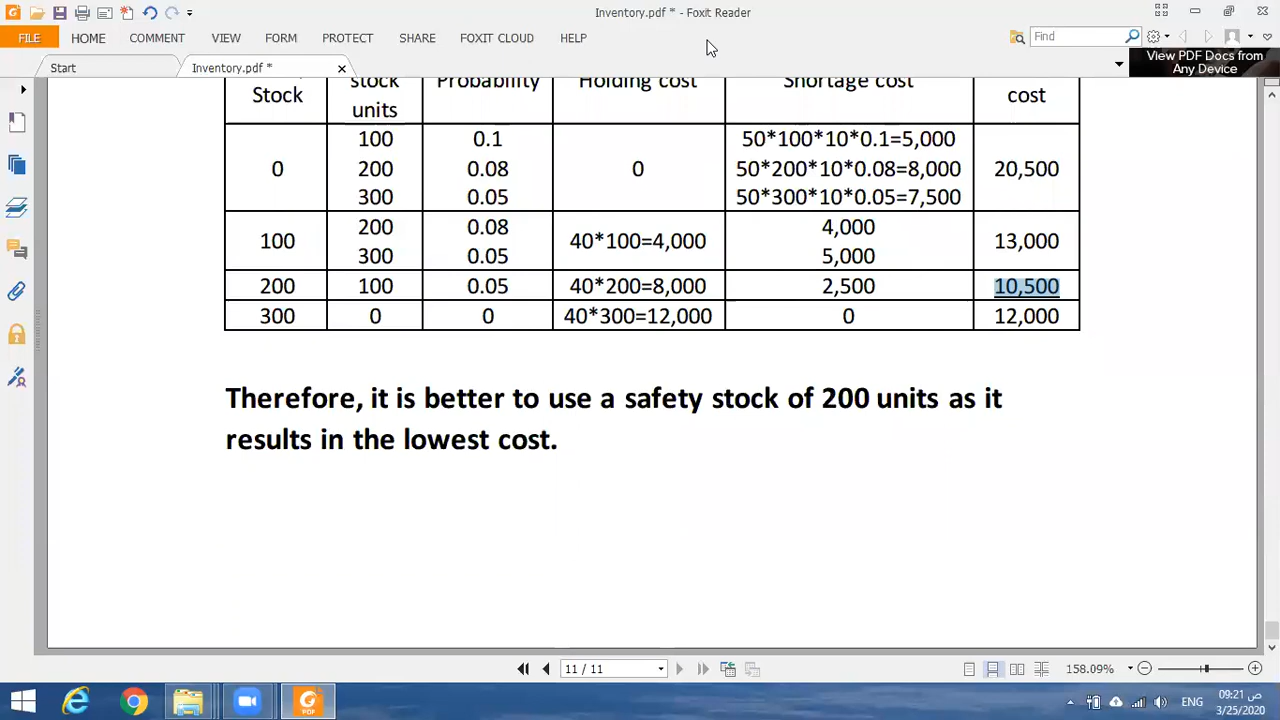 Inventory.pdf * - Foxit Reader
FILE HOME COMMENT VIEW FORM PROTECT SHARE FOXIT CLOUD HELP
Find
Start Inventory.pdf *
View PDF Docs from
Any Device
Stock stock units Probability Holding cost Shortage cost cost
0 100 0.1 0 50*100*10*0.1=5,000 20,500
200 0.08 50*200*10*0.08=8,000
300 0.05 50*300*10*0.05=7,500
100 200 0.08 40*100=4,000 4,000 13,000
300 0.05 5,000
200 100 0.05 40*200=8,000 2,500 10,500
300 0 0 40*300=12,000 0 12,000
Therefore, it is better to use a safety stock of 200 units as it
results in the lowest cost.
11 / 11
158.09%
ENG
09:21 ص
3/25/2020